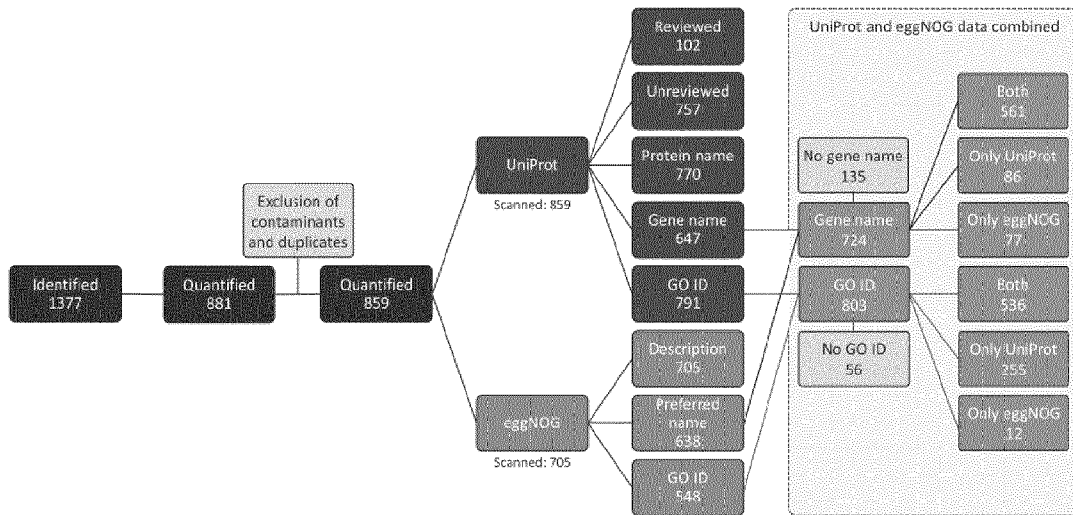 Identified
1377
Quantified
881
Exclusion of
contaminants
and duplicates
Quantified
859
UniProt
Scanned: 859
eggNOG
Scanned: 705
Reviewed
102
Unreviewed
757
Protein name
770
Gene name
647
GO ID
791
Description
705
Preferred
name
638
GO ID
548
UniProt and eggNOG data combined
No gene name
135
Gene name
724
GO ID
803
No GO ID
56
Both
561
Only UniProt
86
Only eggNOG
77
Both
536
Only UniProt
255
Only eggNOG
12